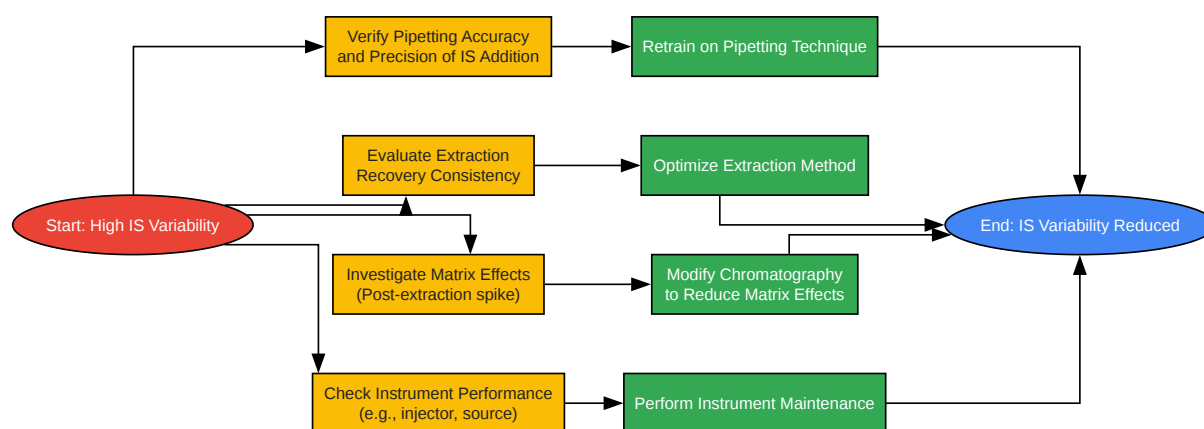 Verify Pipetting Accuracy
and Precision of IS Addition
Retrain on Pipetting Technique
Evaluate Extraction
Recovery Consistency
Optimize Extraction Method
Start: High IS Variability
End: IS Variability Reduced
Investigate Matrix Effects
(Post-extraction spike)
Modify Chromatography
to Reduce Matrix Effects
Check Instrument Performance
(e.g., injector, source)
Perform Instrument Maintenance